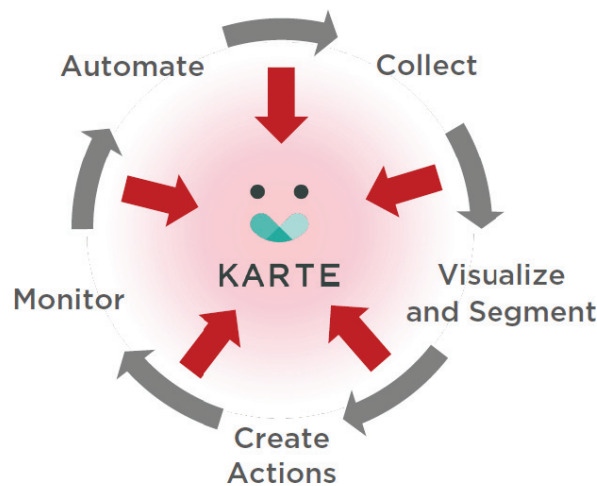 Automate
Collect
KARTE
Monitor
Visualize
and Segment
Create
Actions